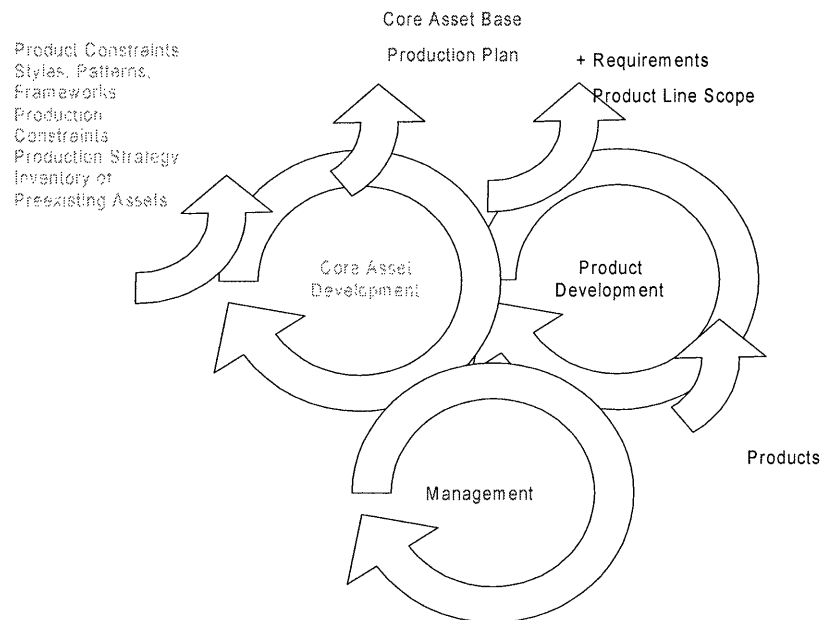 Core Asset Base
Production Plan
+ Requirements
Product Line Scope
Product Constraints
Styles, Patterns,
Frameworks
Production
Constraints
Production Strategy
Inventory of
Preexisting Assets
Core Asset
Development
Product
Development
Products
Management